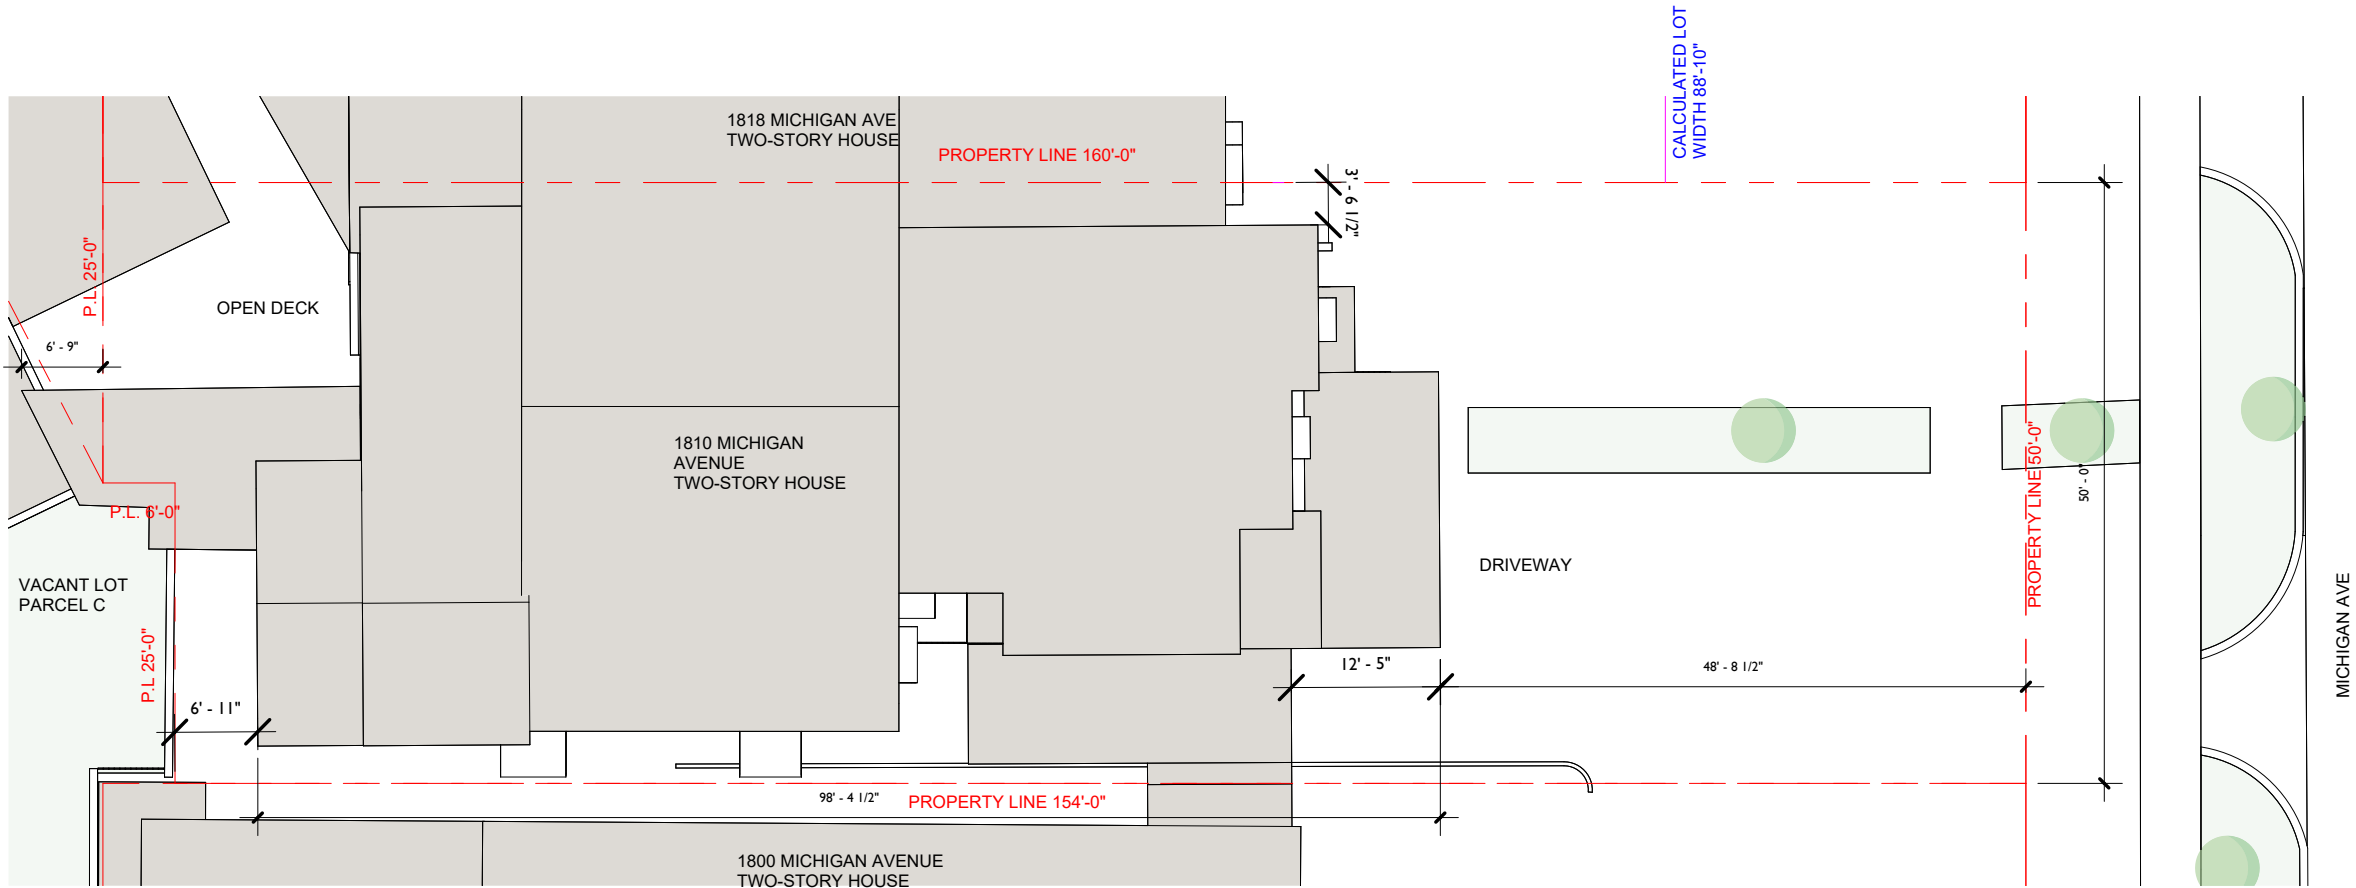 CALCULATED LOT
WIDTH 88'-10"
1818 MICHIGAN AVE
TWO-STORY HOUSE
PROPERTY LINE 160'-0"
3' - 6 1/2"
P.L. 25'-0"
OPEN DECK
6' - 9"
1810 MICHIGAN
AVENUE
TWO-STORY HOUSE
PROPERTY LINE 50'-0"
50' - 0"
P.L. 6'-0"
DRIVEWAY
VACANT LOT
PARCEL C
MICHIGAN AVE
P.L 25'-0"
12' - 5"
48' - 8 1/2"
6' - 11"
98' - 4 1/2"
PROPERTY LINE 154'-0"
1800 MICHIGAN AVENUE
TWO-STORY HOUSE